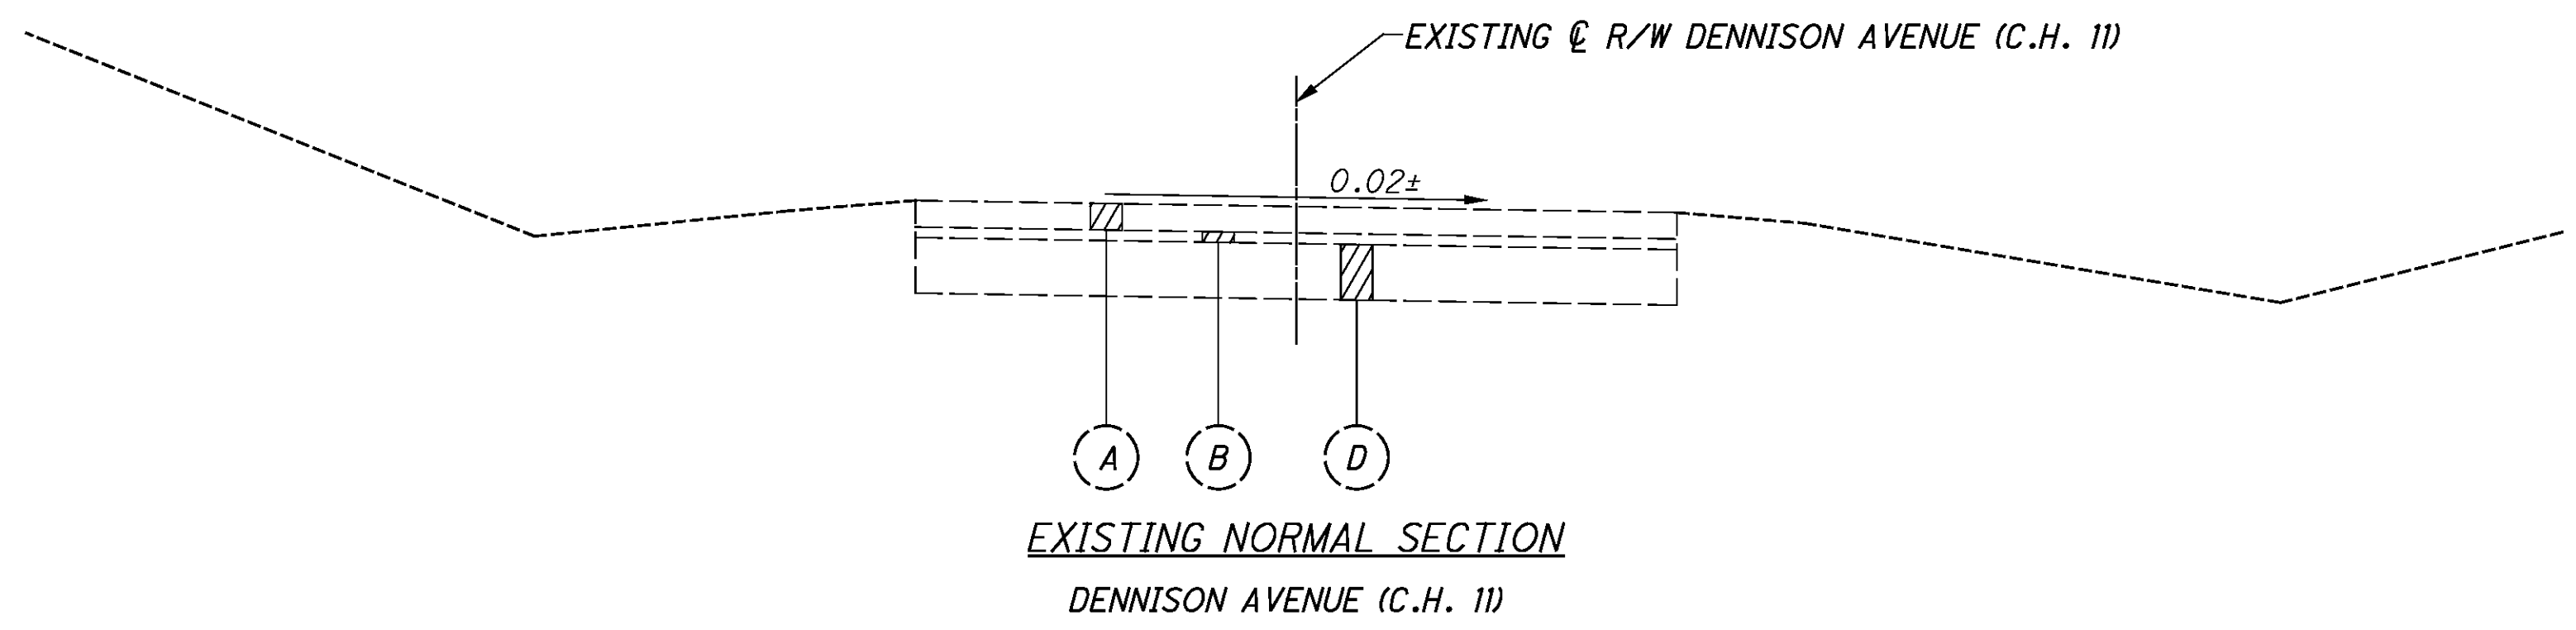 EXISTING ℄ R/W DENNISON AVENUE (C.H. 11)
0.02±
A B D
EXISTING NORMAL SECTION
DENNISON AVENUE (C.H. 11)